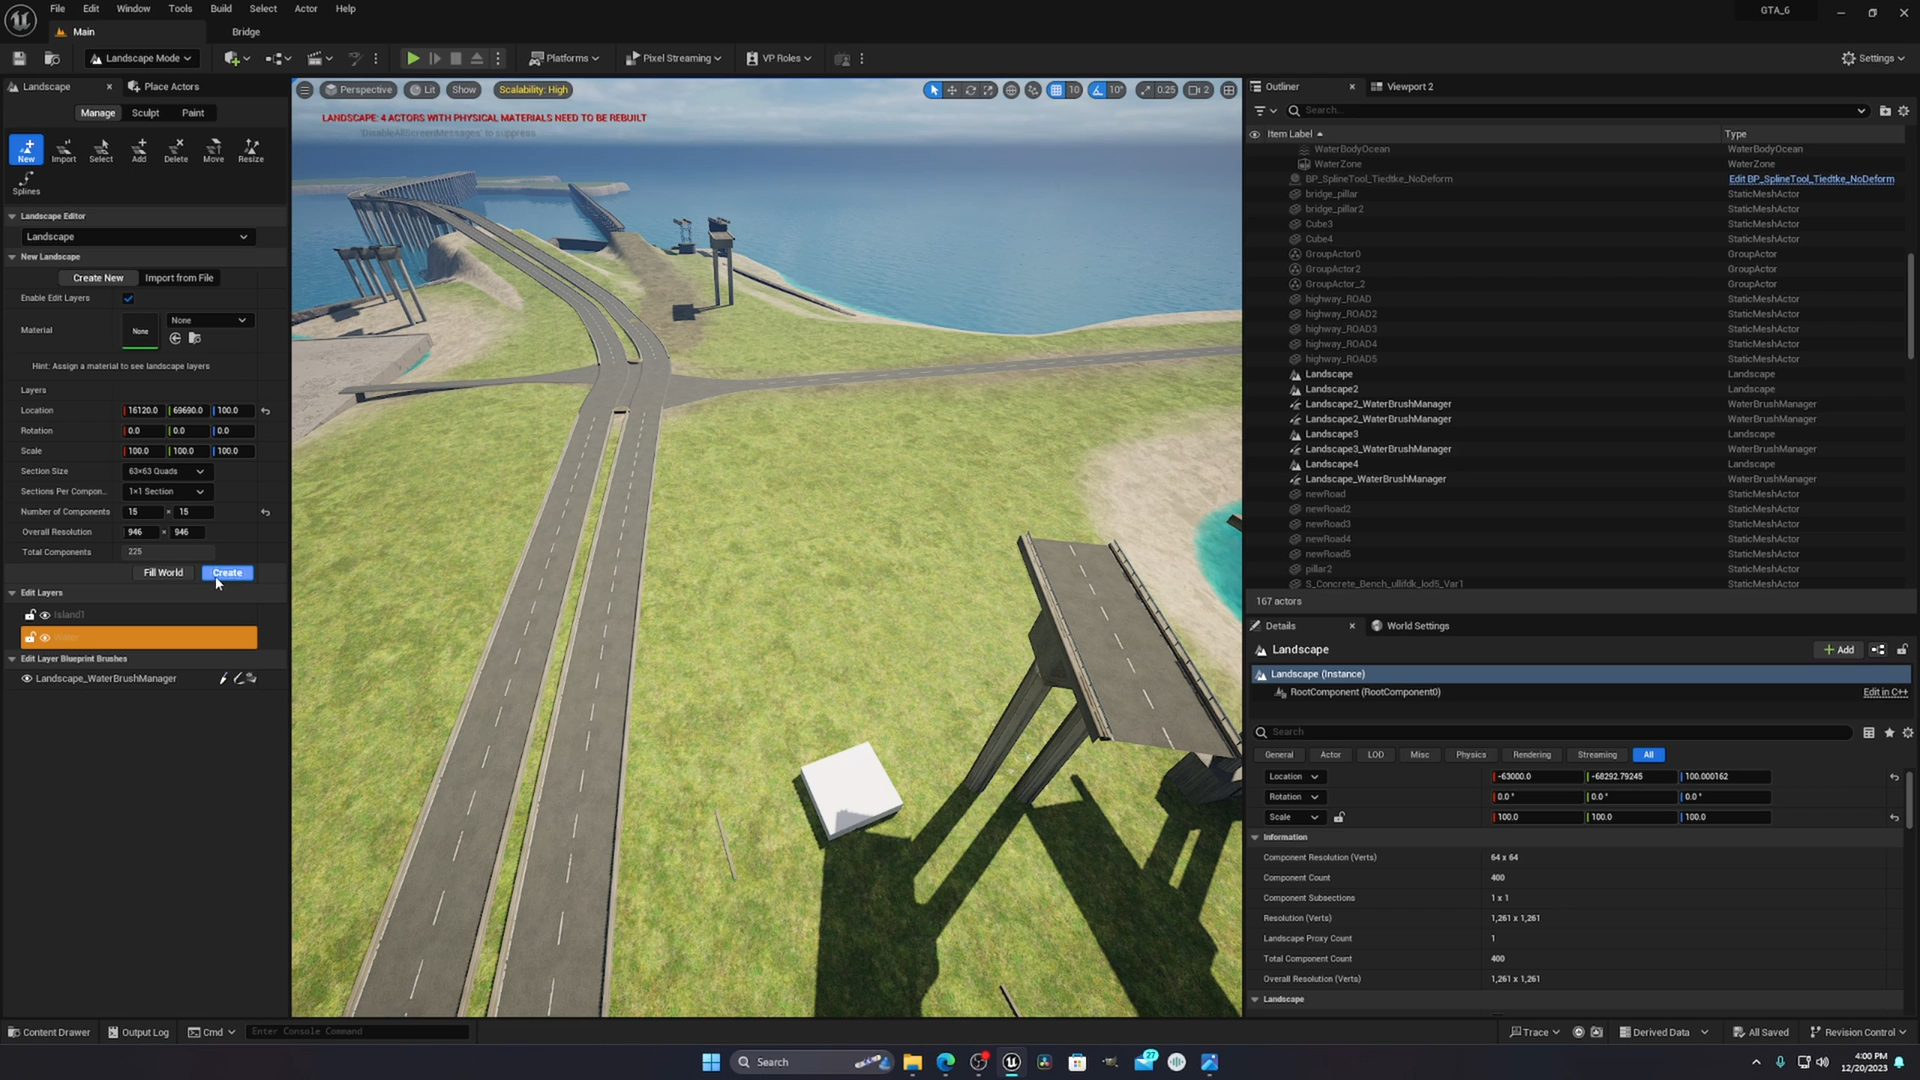 File Edit Window Tools Build Select Actor Help
GTA_6
Main
Bridge
Landscape Mode
Platforms
Pixel Streaming
VP Roles
Settings
Landscape
Place Actors
Manage Sculpt Paint
New Import Select Add Delete Move Resize
Splines
Landscape Editor
Landscape
New Landscape
Create New Import from File
Enable Edit Layers
Material
None
None
Hint: Assign a material to see landscape layers
Layers
Location 16120.0 69690.0 100.0
Rotation 0.0 0.0 0.0
Scale 100.0 100.0 100.0
Section Size 63×63 Quads
Sections Per Compon.. 1×1 Section
Number of Components 15 × 15
Overall Resolution 946 × 946
Total Components 225
Fill World Create
Edit Layers
Island1
Water
Edit Layer Blueprint Brushes
Landscape_WaterBrushManager
Perspective Lit Show Scalability: High
10 10° 0.25 2
LANDSCAPE: 4 ACTORS WITH PHYSICAL MATERIALS NEED TO BE REBUILT
'DisableAllScreenMessages' to suppress
Outliner
Viewport 2
Search...
Item Label Type
WaterBodyOcean WaterBodyOcean
WaterZone WaterZone
BP_SplineTool_Tiedtke_NoDeform Edit BP_SplineTool_Tiedtke_NoDeform
bridge_pillar StaticMeshActor
bridge_pillar2 StaticMeshActor
Cube3 StaticMeshActor
Cube4 StaticMeshActor
GroupActor0 GroupActor
GroupActor2 GroupActor
GroupActor_2 GroupActor
highway_ROAD StaticMeshActor
highway_ROAD2 StaticMeshActor
highway_ROAD3 StaticMeshActor
highway_ROAD4 StaticMeshActor
highway_ROAD5 StaticMeshActor
Landscape Landscape
Landscape2 Landscape
Landscape2_WaterBrushManager WaterBrushManager
Landscape2_WaterBrushManager WaterBrushManager
Landscape3 Landscape
Landscape3_WaterBrushManager WaterBrushManager
Landscape4 Landscape
Landscape_WaterBrushManager WaterBrushManager
newRoad StaticMeshActor
newRoad2 StaticMeshActor
newRoad3 StaticMeshActor
newRoad4 StaticMeshActor
newRoad5 StaticMeshActor
pillar2 StaticMeshActor
S_Concrete_Bench_ullifdk_lod5_Var1 StaticMeshActor
167 actors
Details
World Settings
Landscape
Add
Landscape (Instance)
RootComponent (RootComponent0) Edit in C++
Search
General Actor LOD Misc Physics Rendering Streaming All
Location -63000.0 -68292.79245 100.000162
Rotation 0.0° 0.0° 0.0°
Scale 100.0 100.0 100.0
Information
Component Resolution (Verts) 64 x 64
Component Count 400
Component Subsections 1 x 1
Resolution (Verts) 1,261 x 1,261
Landscape Proxy Count 1
Total Component Count 400
Overall Resolution (Verts) 1,261 x 1,261
Landscape
Content Drawer Output Log Cmd Enter Console Command
Trace Derived Data All Saved Revision Control
Search
27
4:00 PM
12/20/2023